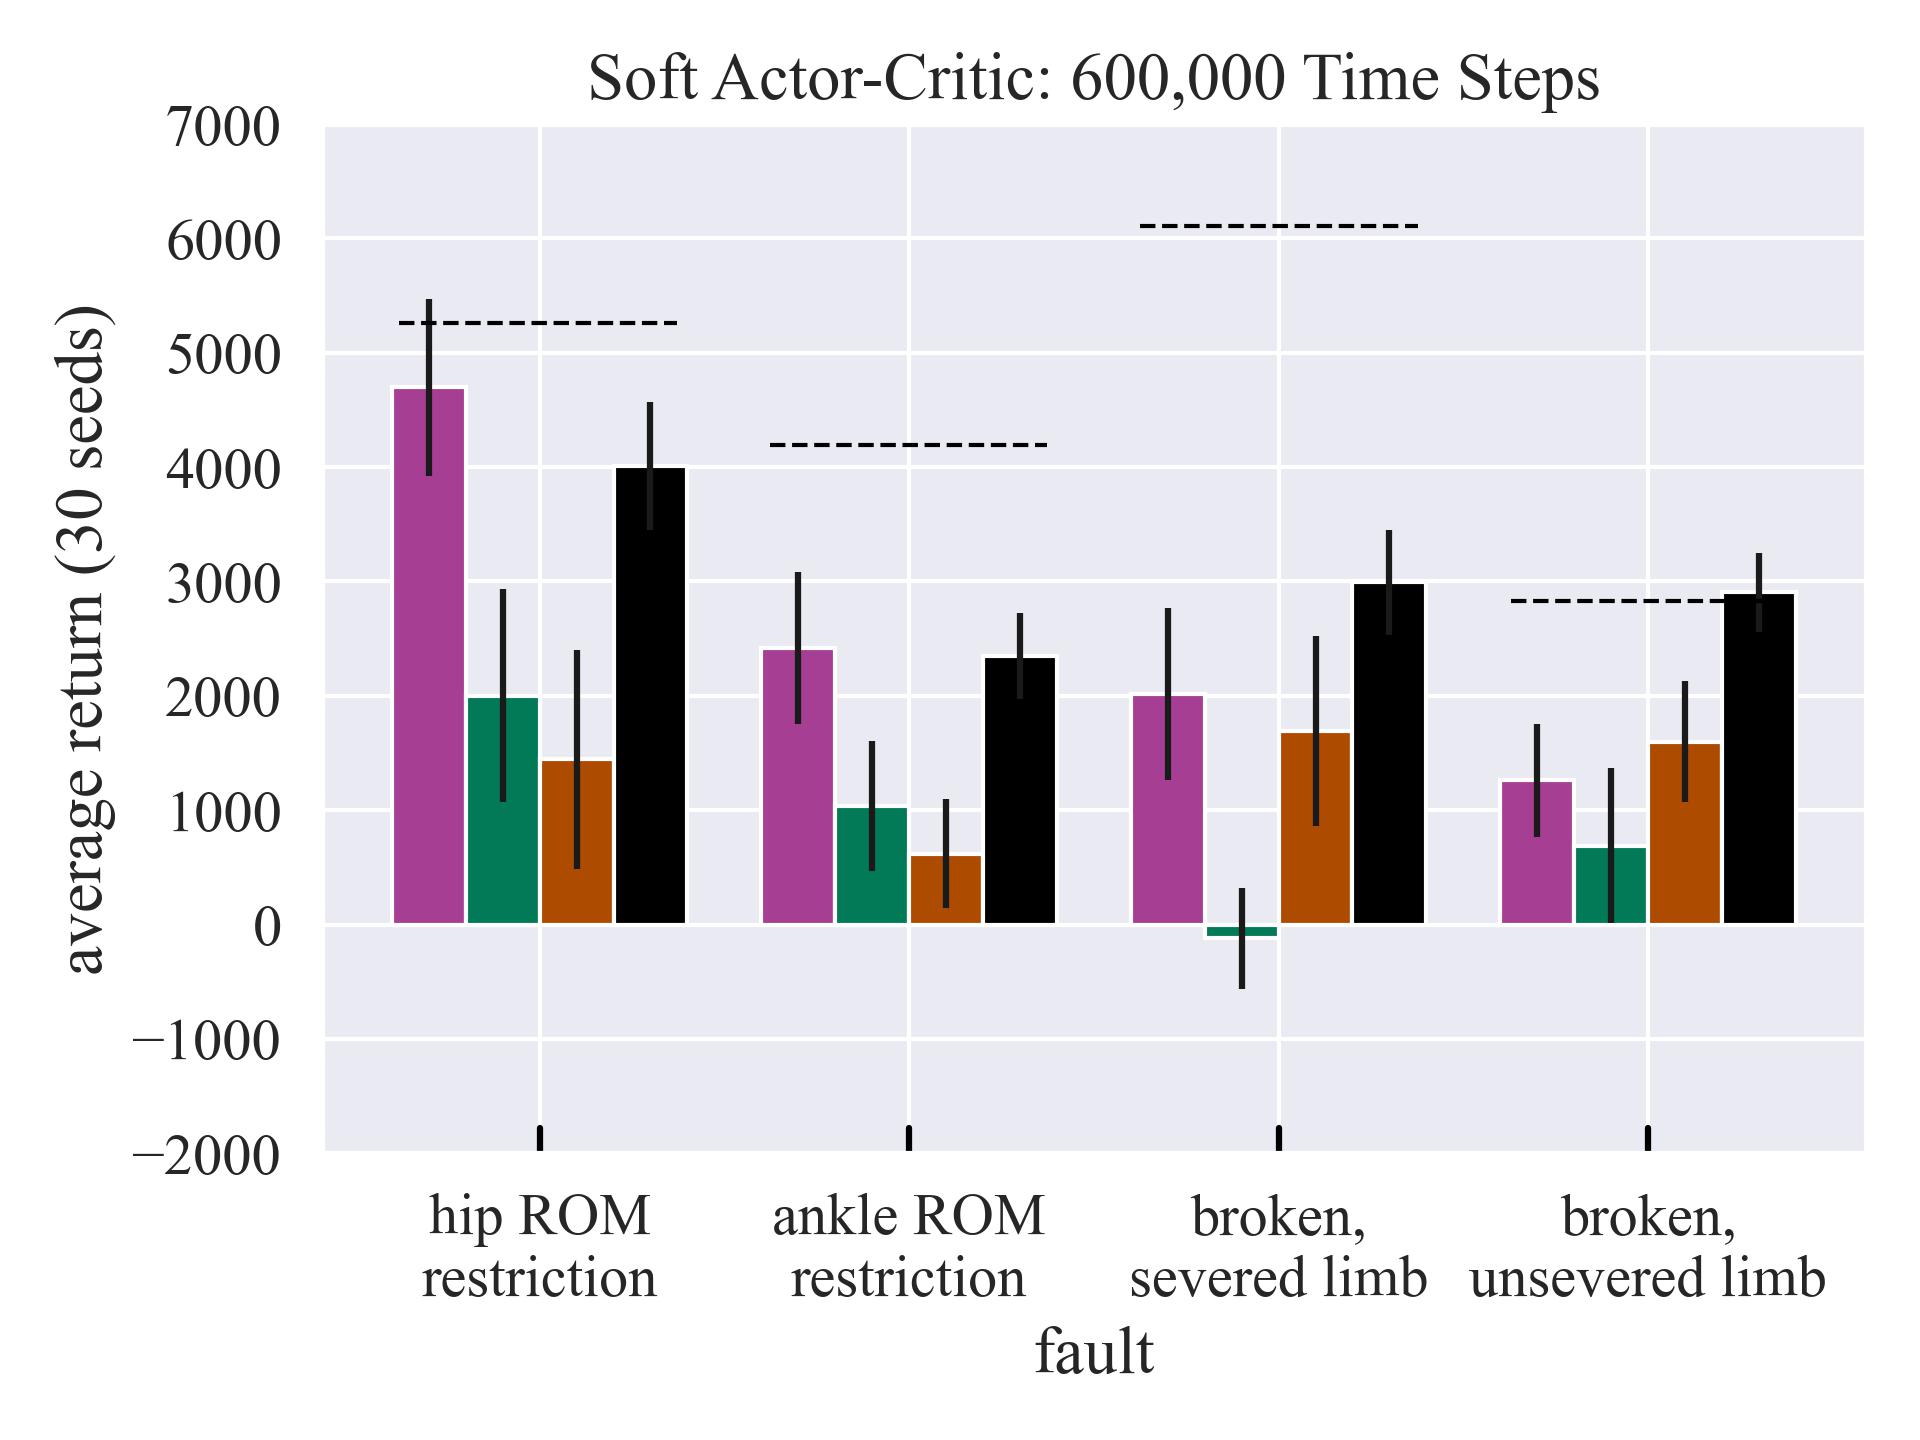 Soft Actor-Critic: 600,000 Time Steps
7000
6000
5000
4000
3000
2000
1000
0
−1000
−2000
average return (30 seeds)
hip ROM
restriction
ankle ROM
restriction
broken,
severed limb
broken,
unsevered limb
fault